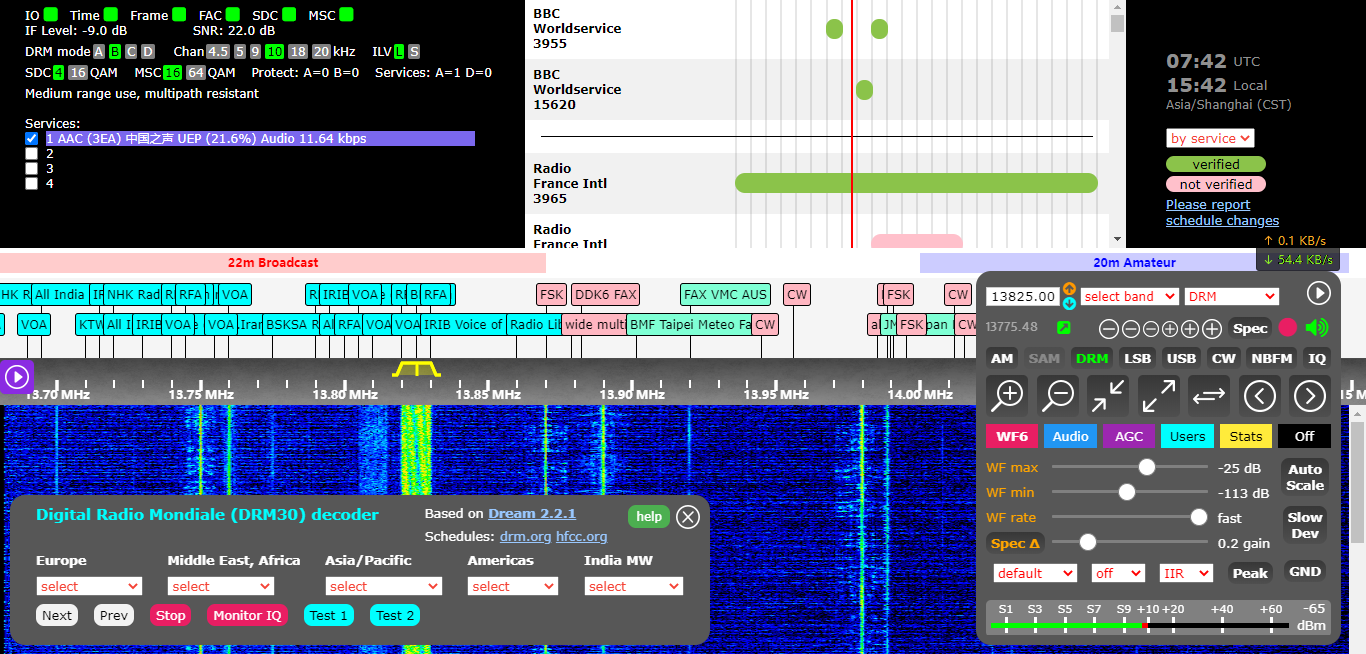 IO Time Frame FAC SDC MSC
IF Level: -9.0 dB SNR: 22.0 dB
DRM mode A B C D Chan 4.5 5 9 10 18 20 kHz ILV L S
SDC 4 16 QAM MSC 16 64 QAM Protect: A=0 B=0 Services: A=1 D=0
Medium range use, multipath resistant
Services:
1 AAC (3EA) 中国之声 UEP (21.6%) Audio 11.64 kbps
2
3
4
BBC
Worldservice
3955
BBC
Worldservice
15620
Radio
France Intl
3965
Radio
France Intl
07:42 UTC
15:42 Local
Asia/Shanghai (CST)
by service
verified
not verified
Please report
schedule changes
↑ 0.1 KB/s
↓ 54.4 KB/s
22m Broadcast 20m Amateur
HK All India NHK Rad RFA VOA IRIB VOA RFA FSK DDK6 FAX FAX VMC AUS CW FSK CW
VOA KTW All I IRIB VOA VOA Iran BSKSA RFA VOA VOA IRIB Voice of Radio Lib wide multi BMF Taipei Meteo Fa CW FSK pan CW
13.70 MHz 13.75 MHz 13.80 MHz 13.85 MHz 13.90 MHz 13.95 MHz 14.00 MHz
13825.00 select band DRM
13775.48 Spec
AM SAM DRM LSB USB CW NBFM IQ
WF6 Audio AGC Users Stats Off
WF max -25 dB Auto Scale
WF min -113 dB
WF rate fast Slow Dev
Spec Δ 0.2 gain
default off IIR Peak GND
S1 S3 S5 S7 S9 +10 +20 +40 +60 -65 dBm
Digital Radio Mondiale (DRM30) decoder Based on Dream 2.2.1 help
Schedules: drm.org hfcc.org
Europe Middle East, Africa Asia/Pacific Americas India MW
select select select select select
Next Prev Stop Monitor IQ Test 1 Test 2